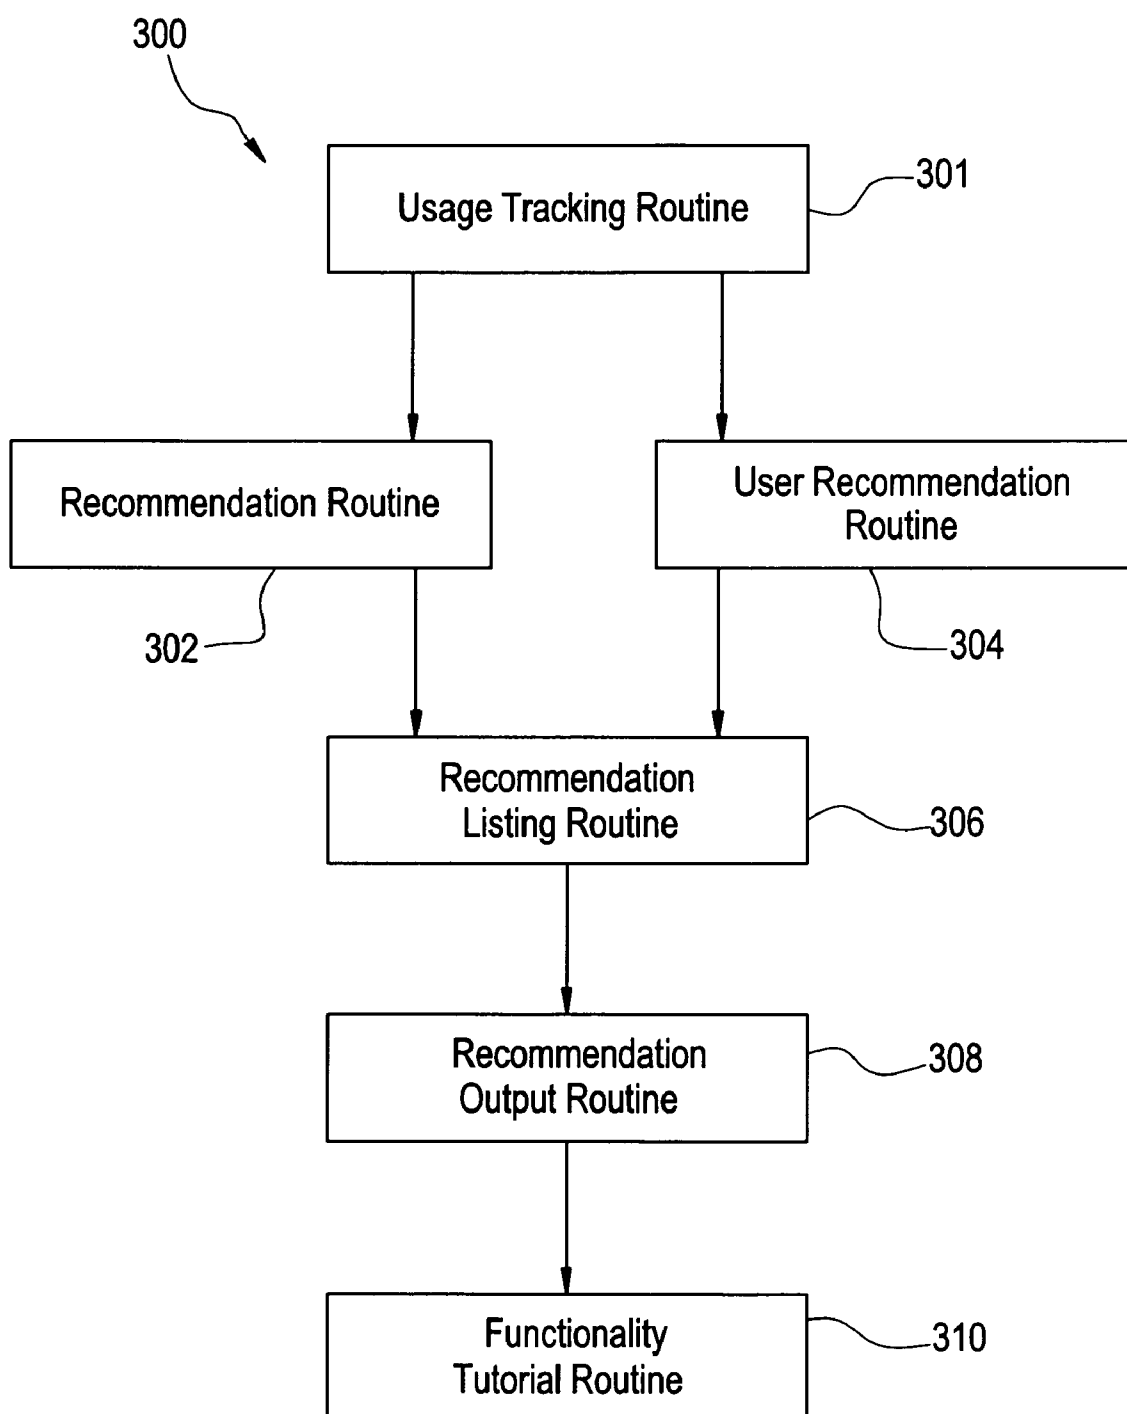 300
Usage Tracking Routine
301
Recommendation Routine
User Recommendation
Routine
302
304
Recommendation
Listing Routine
306
Recommendation
Output Routine
308
Functionality
Tutorial Routine
310